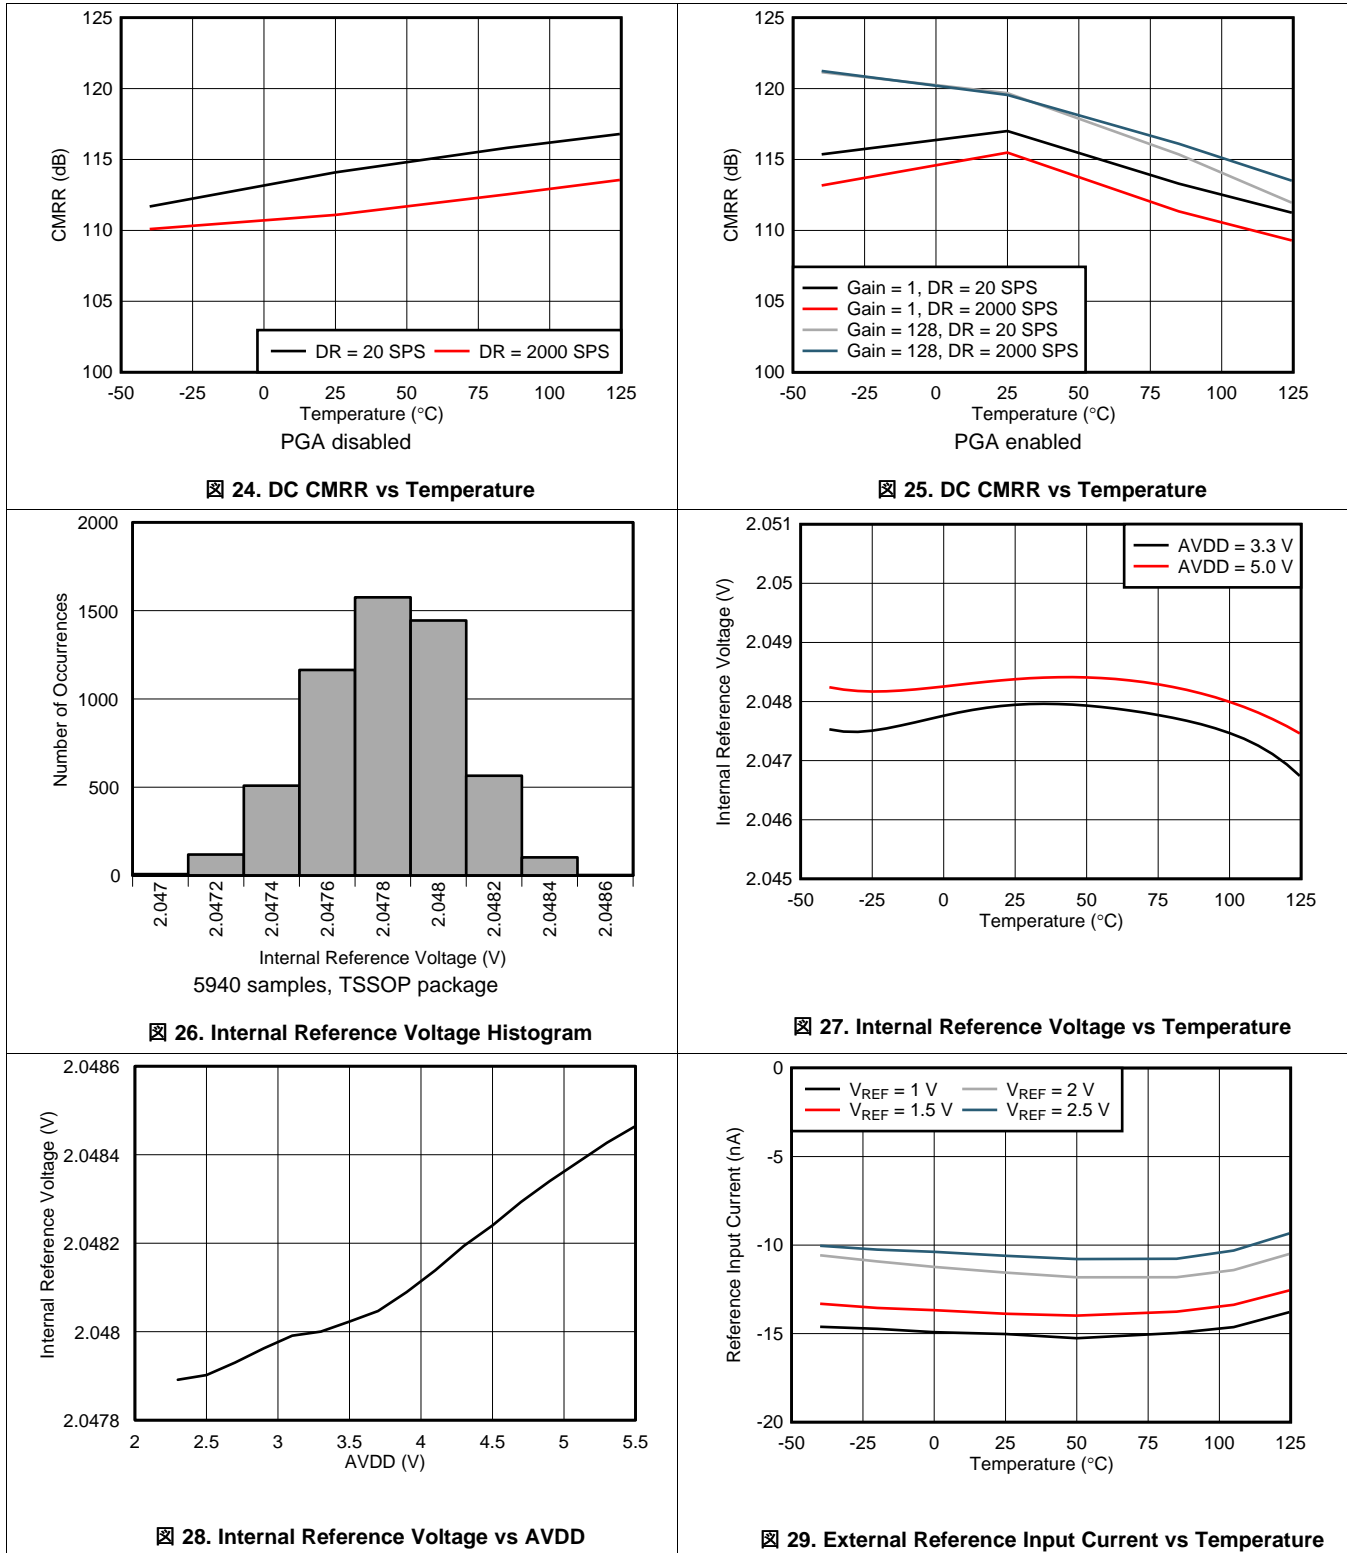 125
120
115
110
105
100
CMRR (dB)
DR = 20 SPS
DR = 2000 SPS
-50 -25 0 25 50 75 100 125
Temperature (°C)
PGA disabled
図 24. DC CMRR vs Temperature
125
120
115
110
105
100
CMRR (dB)
Gain = 1, DR = 20 SPS
Gain = 1, DR = 2000 SPS
Gain = 128, DR = 20 SPS
Gain = 128, DR = 2000 SPS
-50 -25 0 25 50 75 100 125
Temperature (°C)
PGA enabled
図 25. DC CMRR vs Temperature
2000
1500
1000
500
0
Number of Occurrences
2.047 2.0472 2.0474 2.0476 2.0478 2.048 2.0482 2.0484 2.0486
Internal Reference Voltage (V)
5940 samples, TSSOP package
図 26. Internal Reference Voltage Histogram
2.051
2.05
2.049
2.048
2.047
2.046
2.045
Internal Reference Voltage (V)
AVDD = 3.3 V
AVDD = 5.0 V
-50 -25 0 25 50 75 100 125
Temperature (°C)
図 27. Internal Reference Voltage vs Temperature
2.0486
2.0484
2.0482
2.048
2.0478
Internal Reference Voltage (V)
2 2.5 3 3.5 4 4.5 5 5.5
AVDD (V)
図 28. Internal Reference Voltage vs AVDD
0
-5
-10
-15
-20
Reference Input Current (nA)
VREF = 1 V VREF = 2 V
VREF = 1.5 V VREF = 2.5 V
-50 -25 0 25 50 75 100 125
Temperature (°C)
図 29. External Reference Input Current vs Temperature